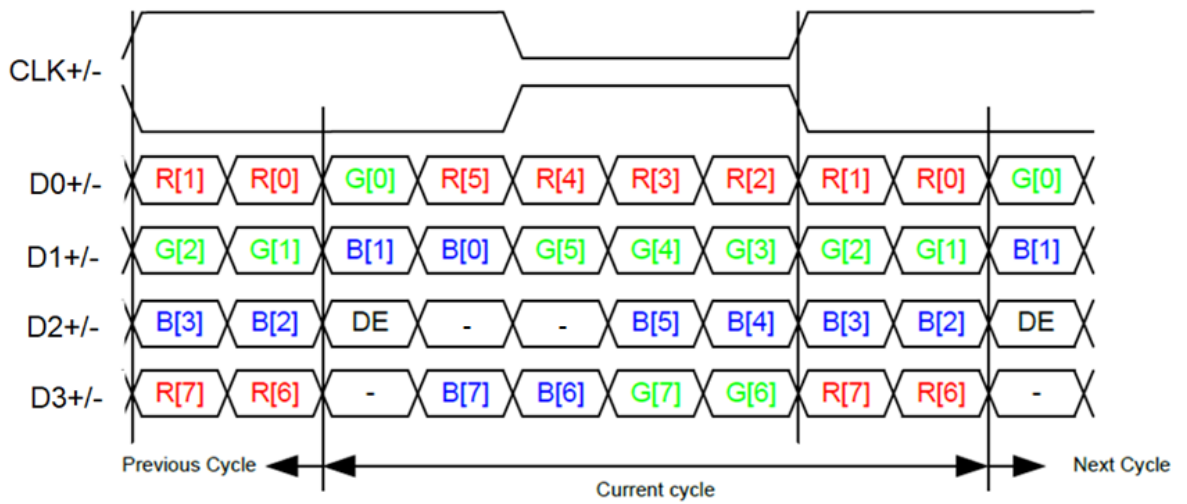 CLK+/-
D0+/- R[1] R[0] G[0] R[5] R[4] R[3] R[2] R[1] R[0] G[0]
D1+/- G[2] G[1] B[1] B[0] G[5] G[4] G[3] G[2] G[1] B[1]
D2+/- B[3] B[2] DE - - B[5] B[4] B[3] B[2] DE
D3+/- R[7] R[6] - B[7] B[6] G[7] G[6] R[7] R[6] -
Previous Cycle Next Cycle
Current cycle